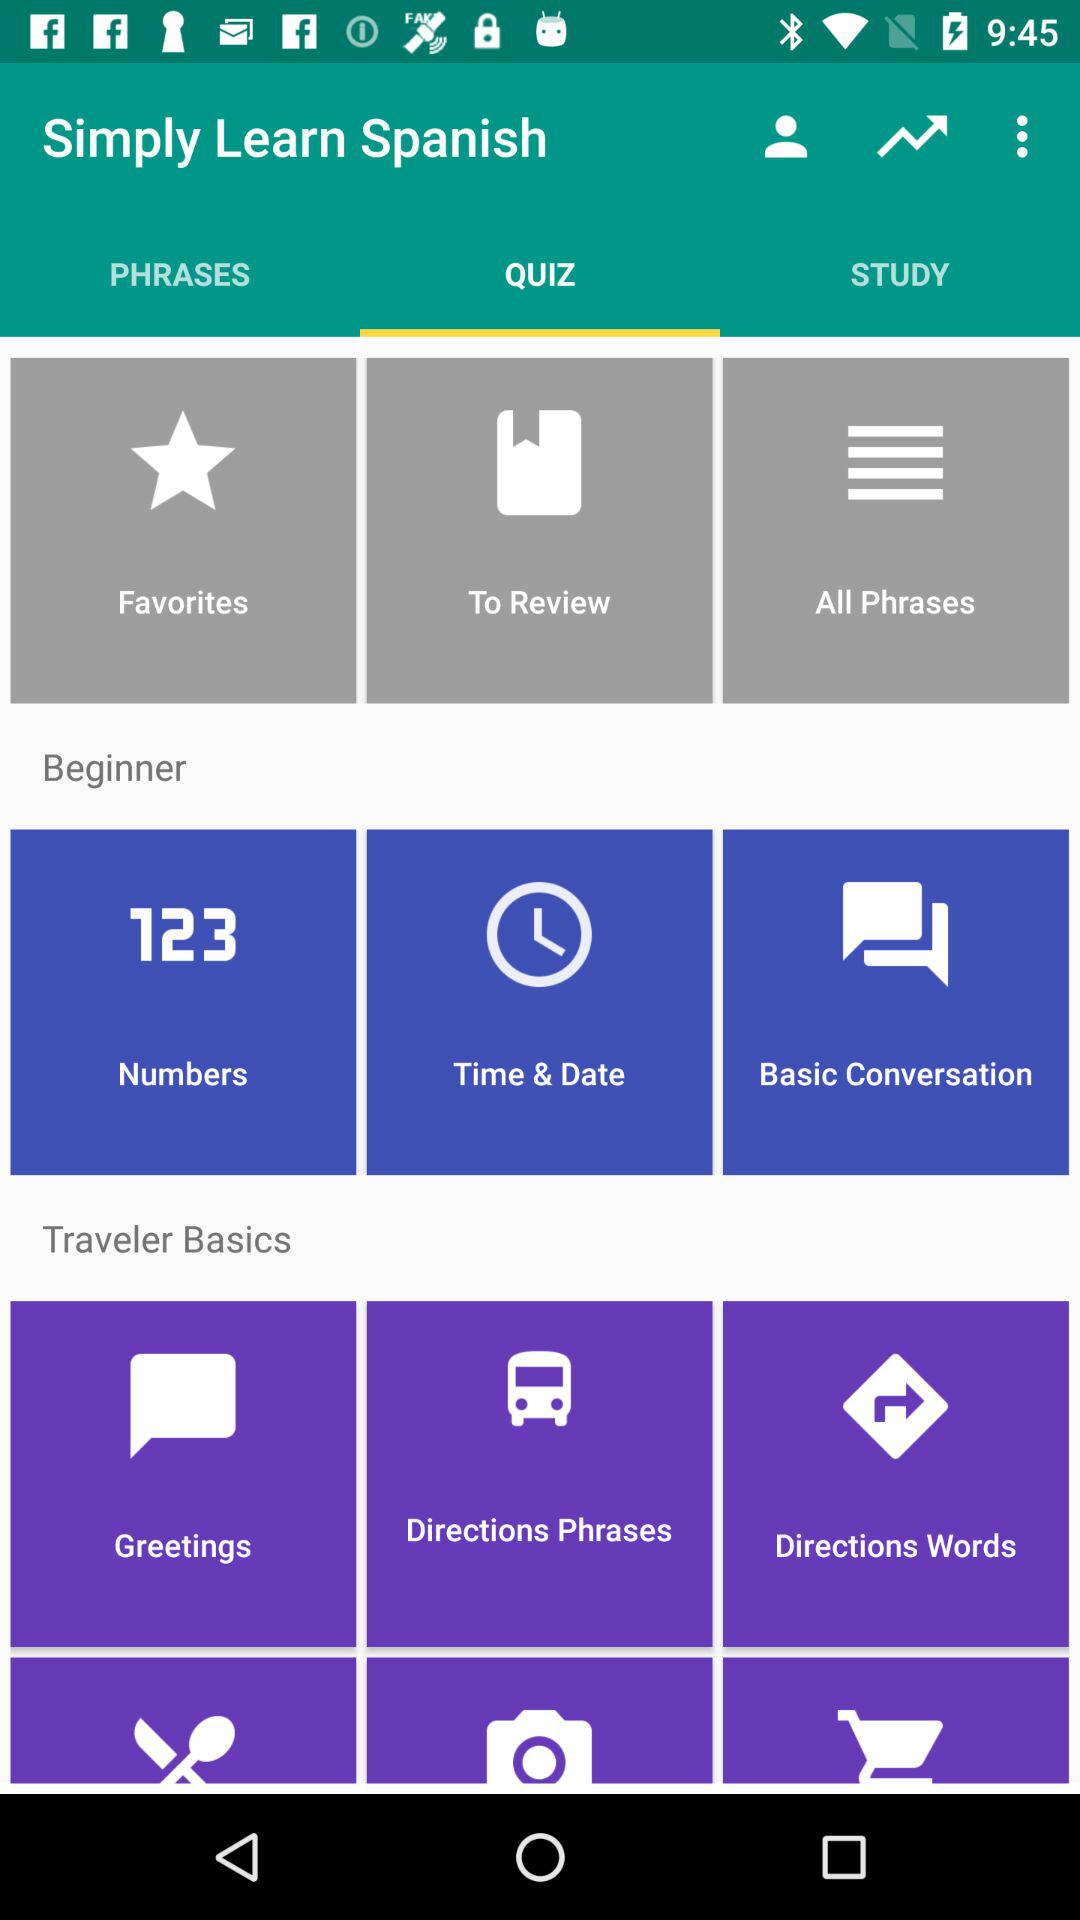 FAKE
9:45
Simply Learn Spanish
PHRASES
QUIZ
STUDY
Favorites
To Review
All Phrases
Beginner
123
Numbers
Time & Date
Basic Conversation
Traveler Basics
Greetings
Directions Phrases
Directions Words